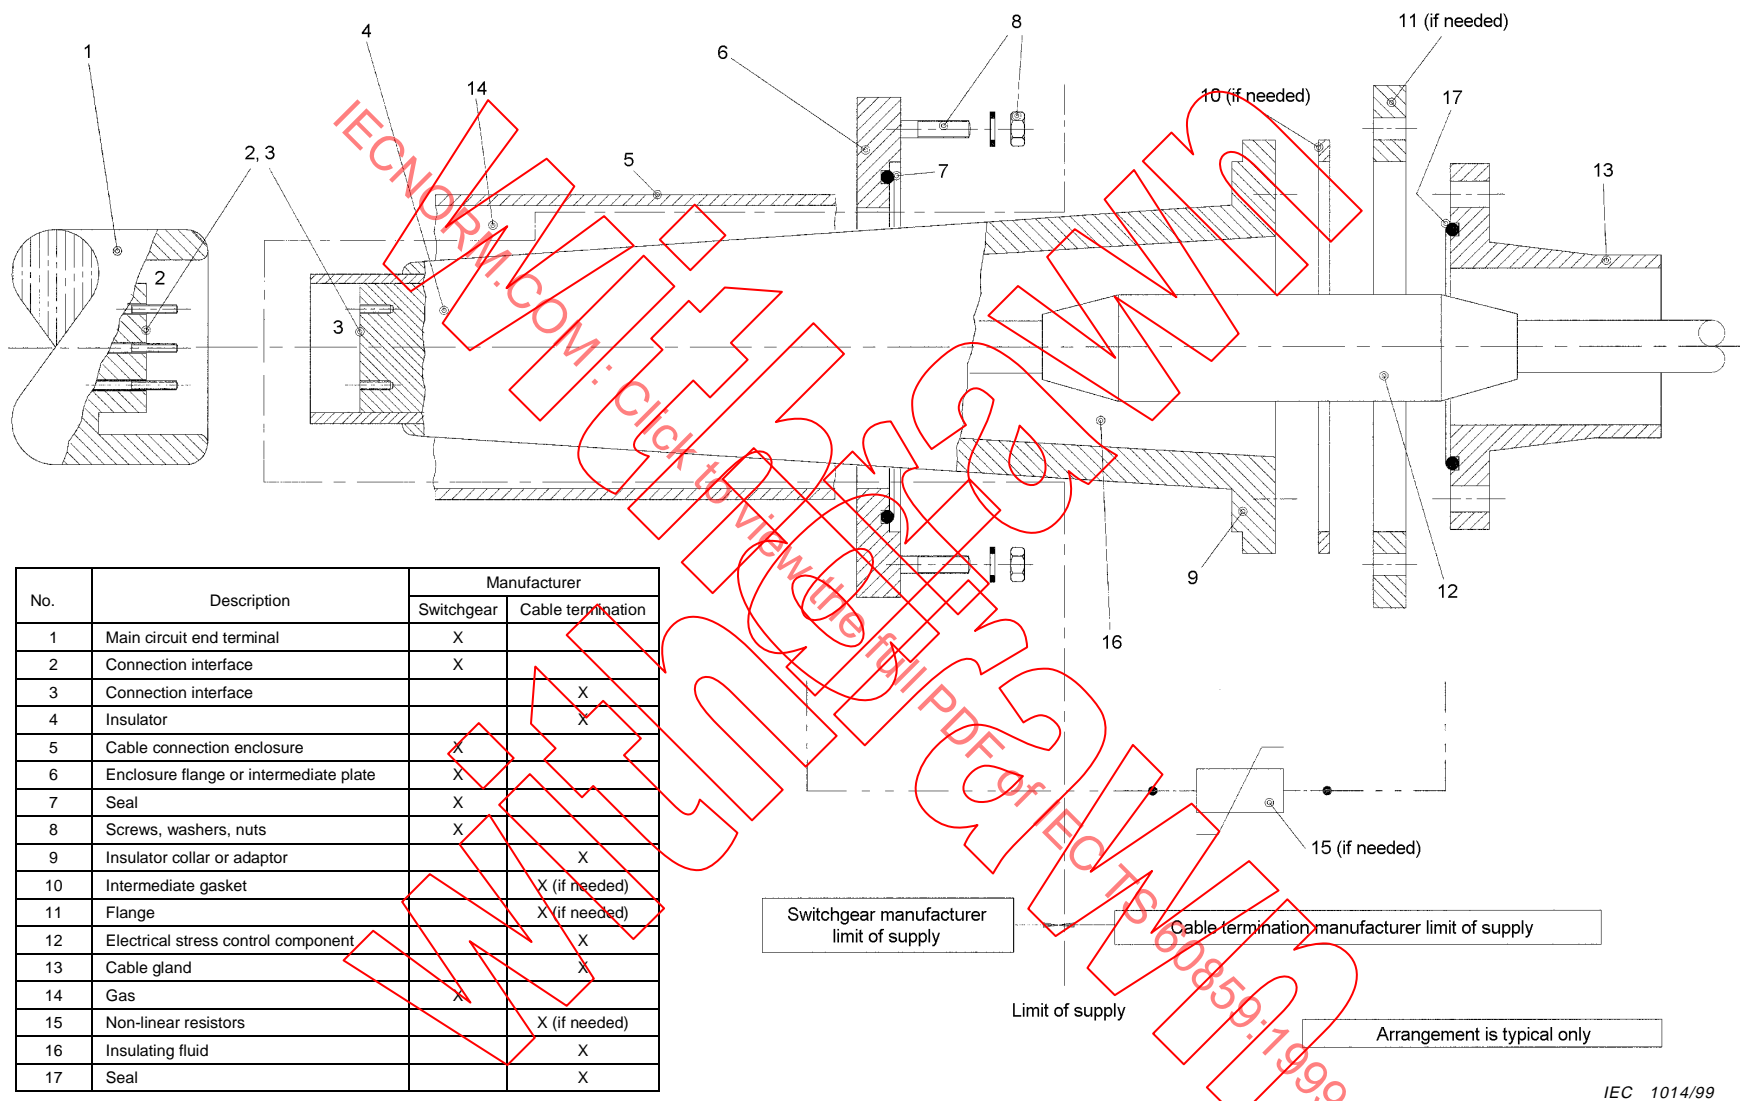 11 (if needed)
8
4
1
6
14
10 (if needed)
17
2, 3
5
7
13
2
3
9
12
16
15 (if needed)
No. Description Manufacturer
Switchgear Cable termination
1 Main circuit end terminal X
2 Connection interface X
3 Connection interface X
4 Insulator X
5 Cable connection enclosure X
6 Enclosure flange or intermediate plate X
7 Seal X
8 Screws, washers, nuts X
9 Insulator collar or adaptor X
10 Intermediate gasket X (if needed)
11 Flange X (if needed)
12 Electrical stress control component X
13 Cable gland X
14 Gas X
15 Non-linear resistors X (if needed)
16 Insulating fluid X
17 Seal X
Switchgear manufacturer
limit of supply
Cable termination manufacturer limit of supply
Limit of supply
Arrangement is typical only
IEC 1014/99
IECNORM.COM : Click to view the full PDF of IEC TS 60859:1999
Withdrawn
Withdrawn